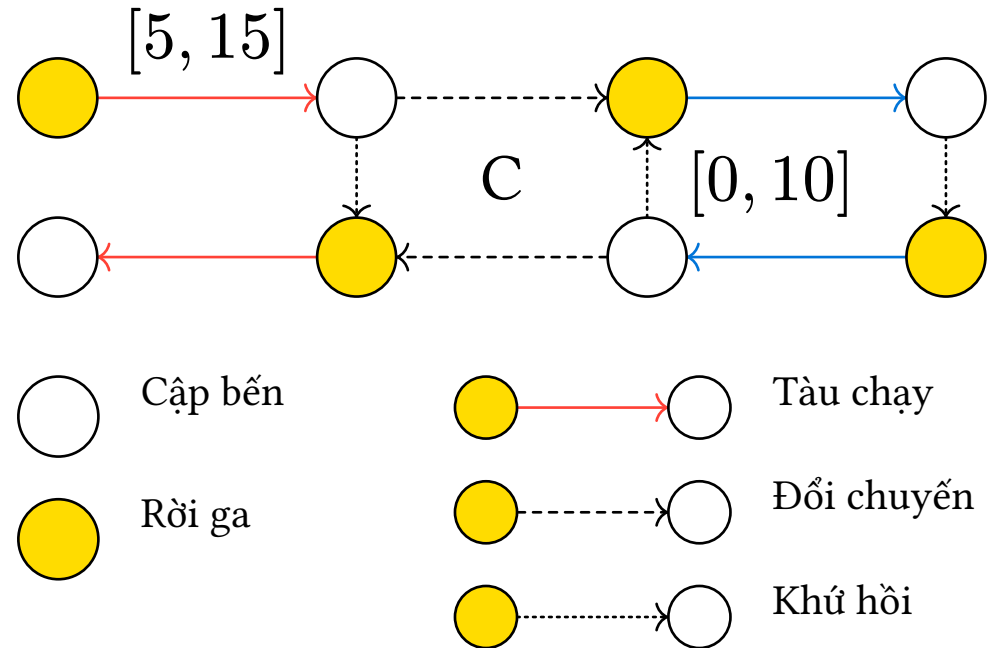 [5, 15]
C
[0, 10]
Cập bến
Rời ga
Tàu chạy
Đổi chuyến
Khứ hồi